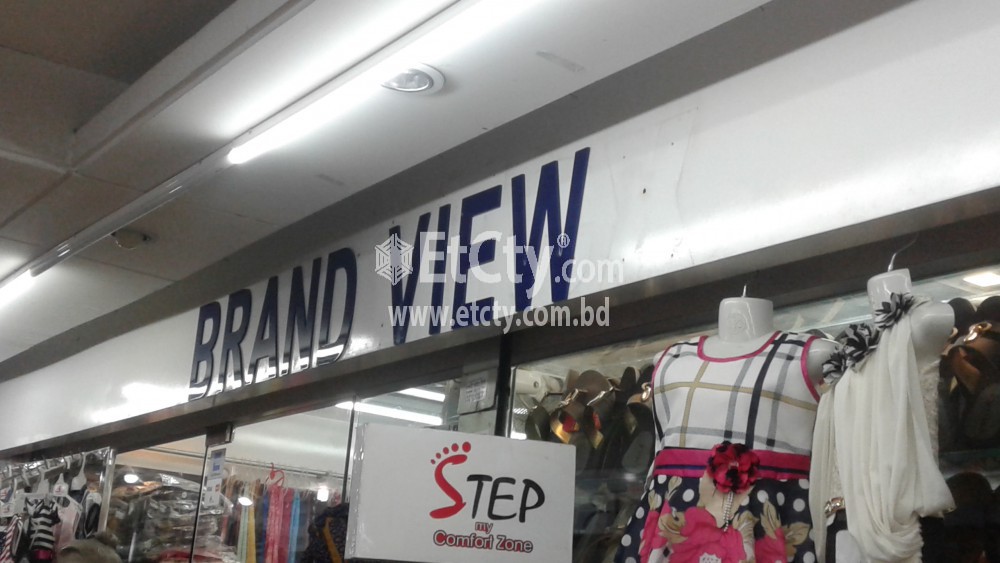 BRAND VIEW
EtCty®.com
www.etcty.com.bd
STEP
my
Comfort Zone